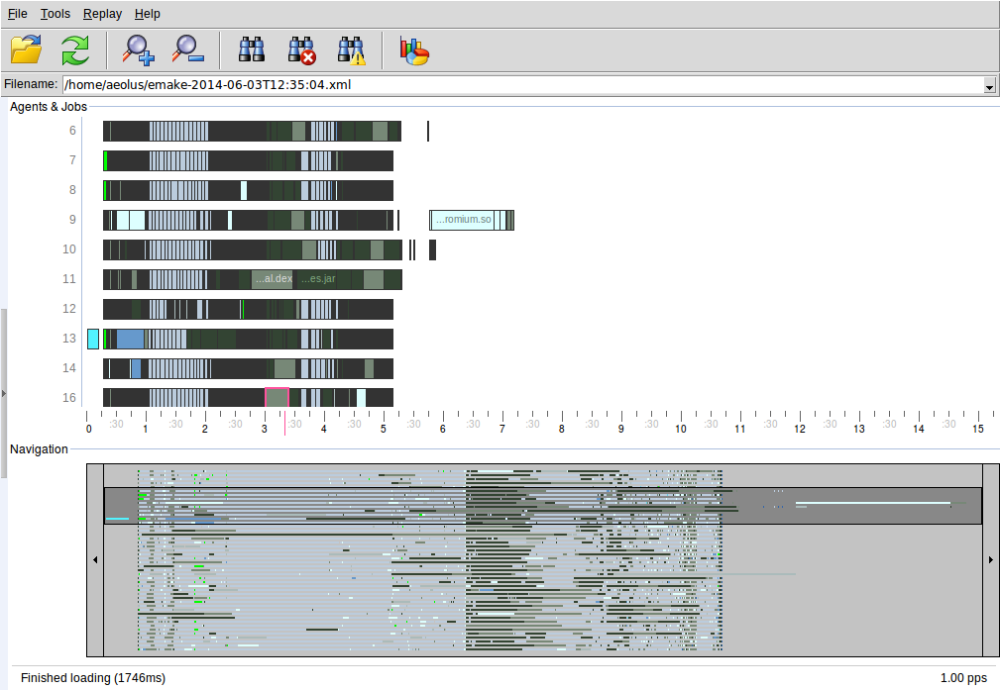 File Tools Replay Help
Filename: /home/aeolus/emake-2014-06-03T12:35:04.xml
Agents & Jobs
6
7
8
9 ...romium.so
10
11 ...al.dex ...es.jar
12
13
14
16
0 :30 1 :30 2 :30 3 :30 4 :30 5 :30 6 :30 7 :30 8 :30 9 :30 10 :30 11 :30 12 :30 13 :30 14 :30 15
Navigation
Finished loading (1746ms) 1.00 pps